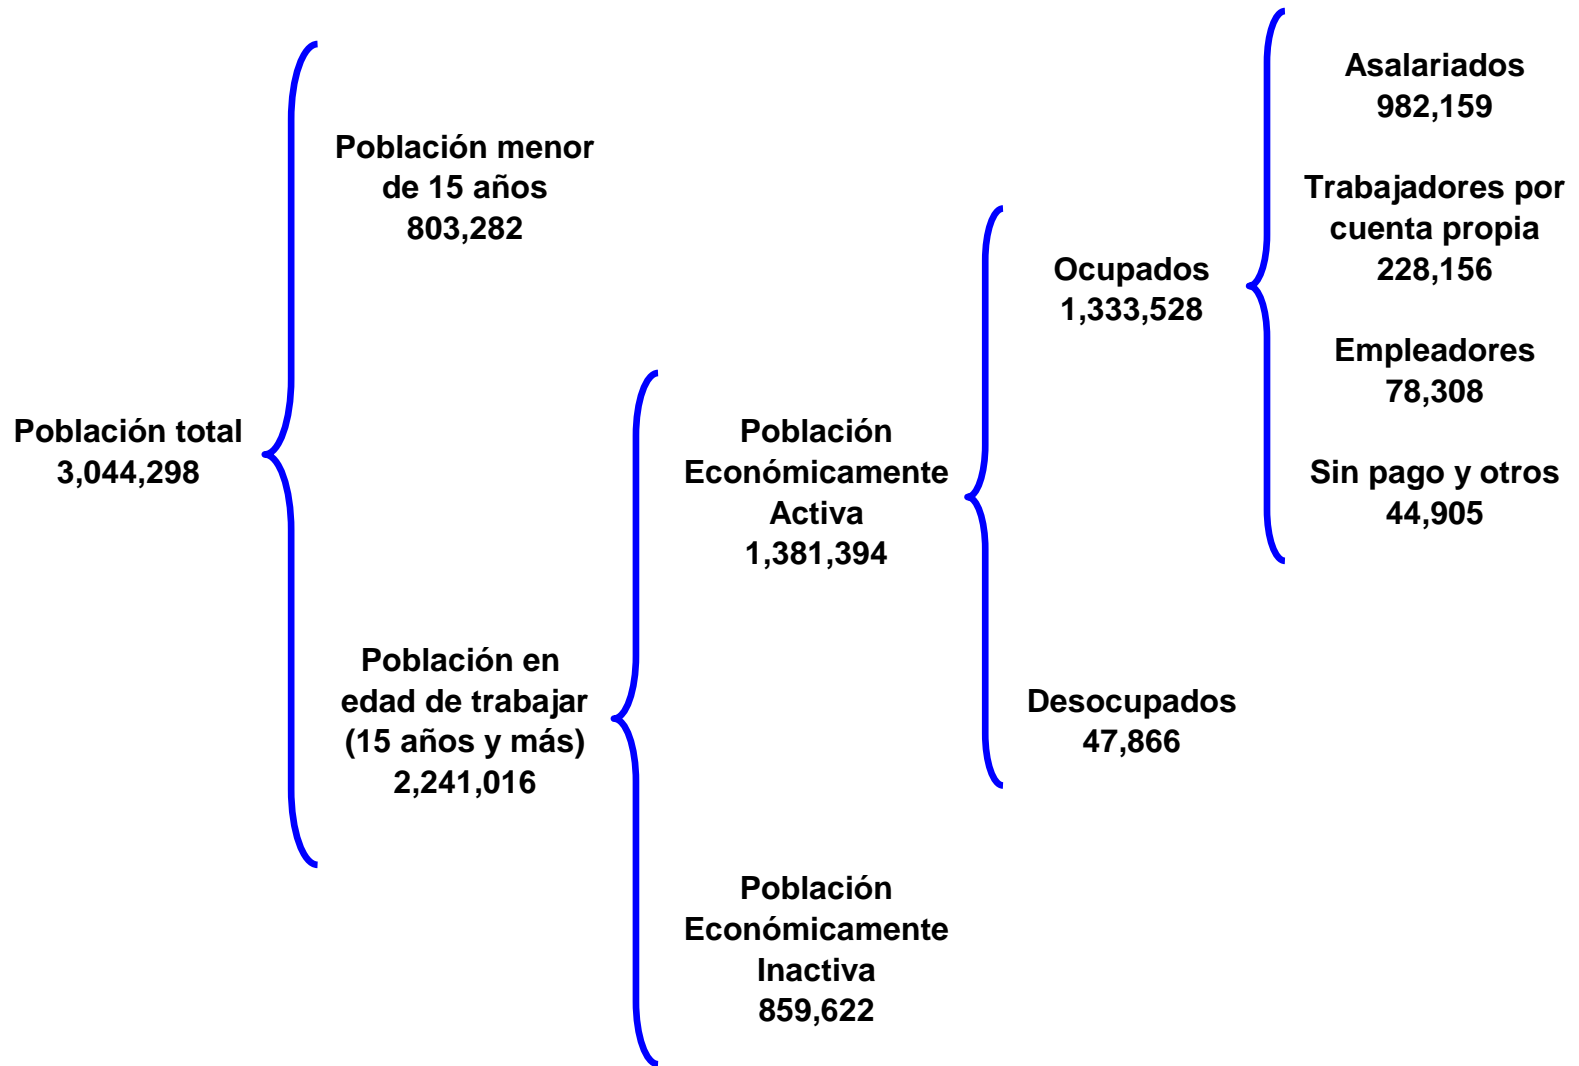 Población total
3,044,298
Población menor
de 15 años
803,282
Población en
edad de trabajar
(15 años y más)
2,241,016
Población
Económicamente
Activa
1,381,394
Población
Económicamente
Inactiva
859,622
Ocupados
1,333,528
Desocupados
47,866
Asalariados
982,159
Trabajadores por
cuenta propia
228,156
Empleadores
78,308
Sin pago y otros
44,905